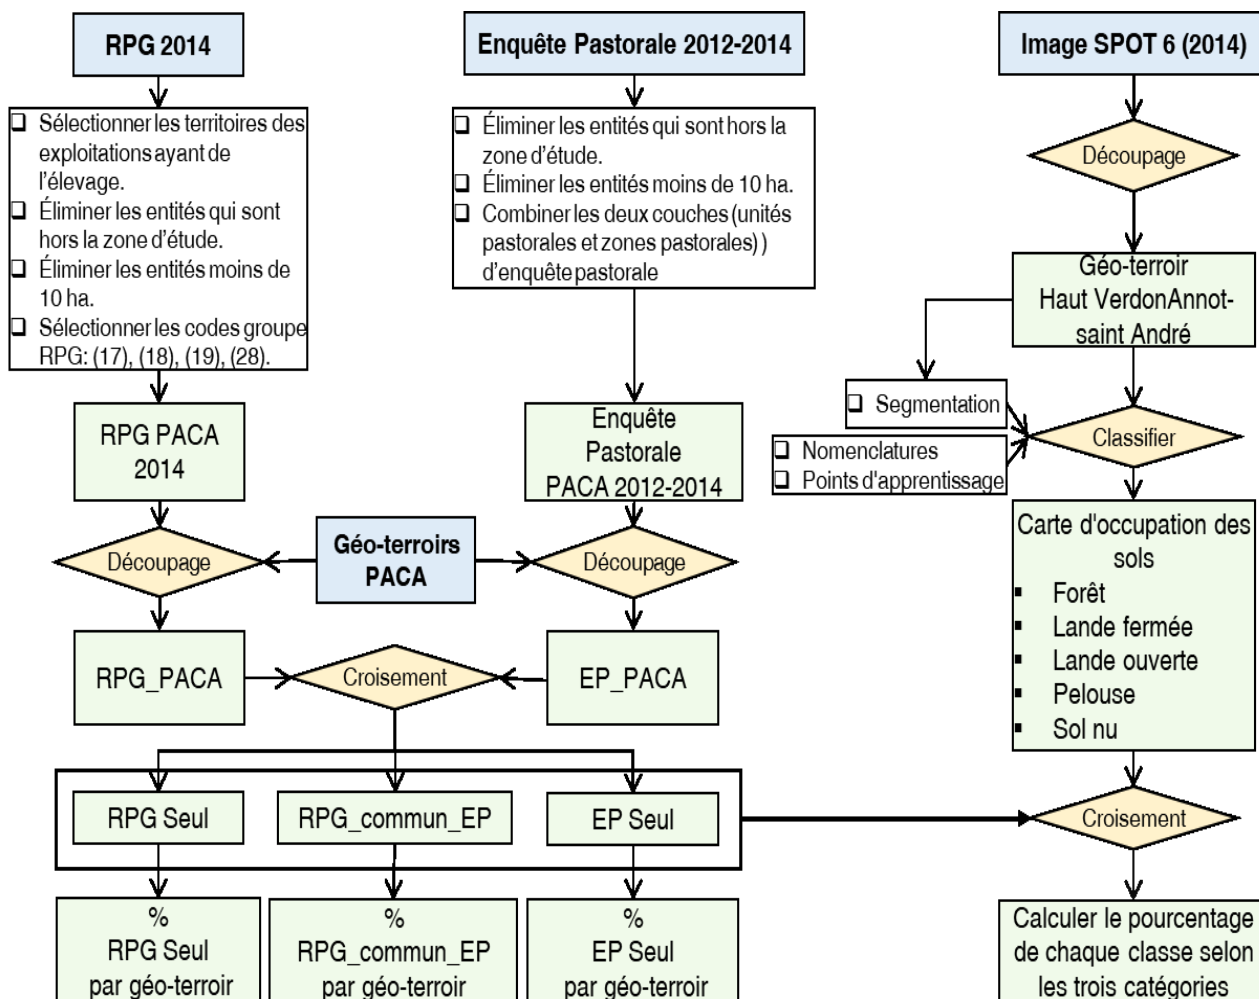 RPG 2014
❑ Sélectionner les territoires des
exploitations ayant de
l'élevage.
❑ Éliminer les entités qui sont
hors la zone d'étude.
❑ Éliminer les entités moins de
10 ha.
❑ Sélectionner les codes groupe
RPG: (17), (18), (19), (28).
RPG PACA
2014
Découpage
RPG_PACA
Enquête Pastorale 2012-2014
❑ Éliminer les entités qui sont hors la
zone d'étude.
❑ Éliminer les entités moins de 10 ha.
❑ Combiner les deux couches (unités
pastorales et zones pastorales) )
d'enquête pastorale
Enquête
Pastorale
PACA 2012-2014
Géo-terroirs
PACA
Découpage
EP_PACA
Croisement
RPG Seul
RPG_commun_EP
EP Seul
%
RPG Seul
par géo-terroir
%
RPG_commun_EP
par géo-terroir
%
EP Seul
par géo-terroir
Image SPOT 6 (2014)
Découpage
Géo-terroir
Haut VerdonAnnot-
saint André
❑ Segmentation
❑ Nomenclatures
❑ Points d'apprentissage
Classifier
Carte d'occupation des
sols
▪ Forêt
▪ Lande fermée
▪ Lande ouverte
▪ Pelouse
▪ Sol nu
Croisement
Calculer le pourcentage
de chaque classe selon
les trois catégories